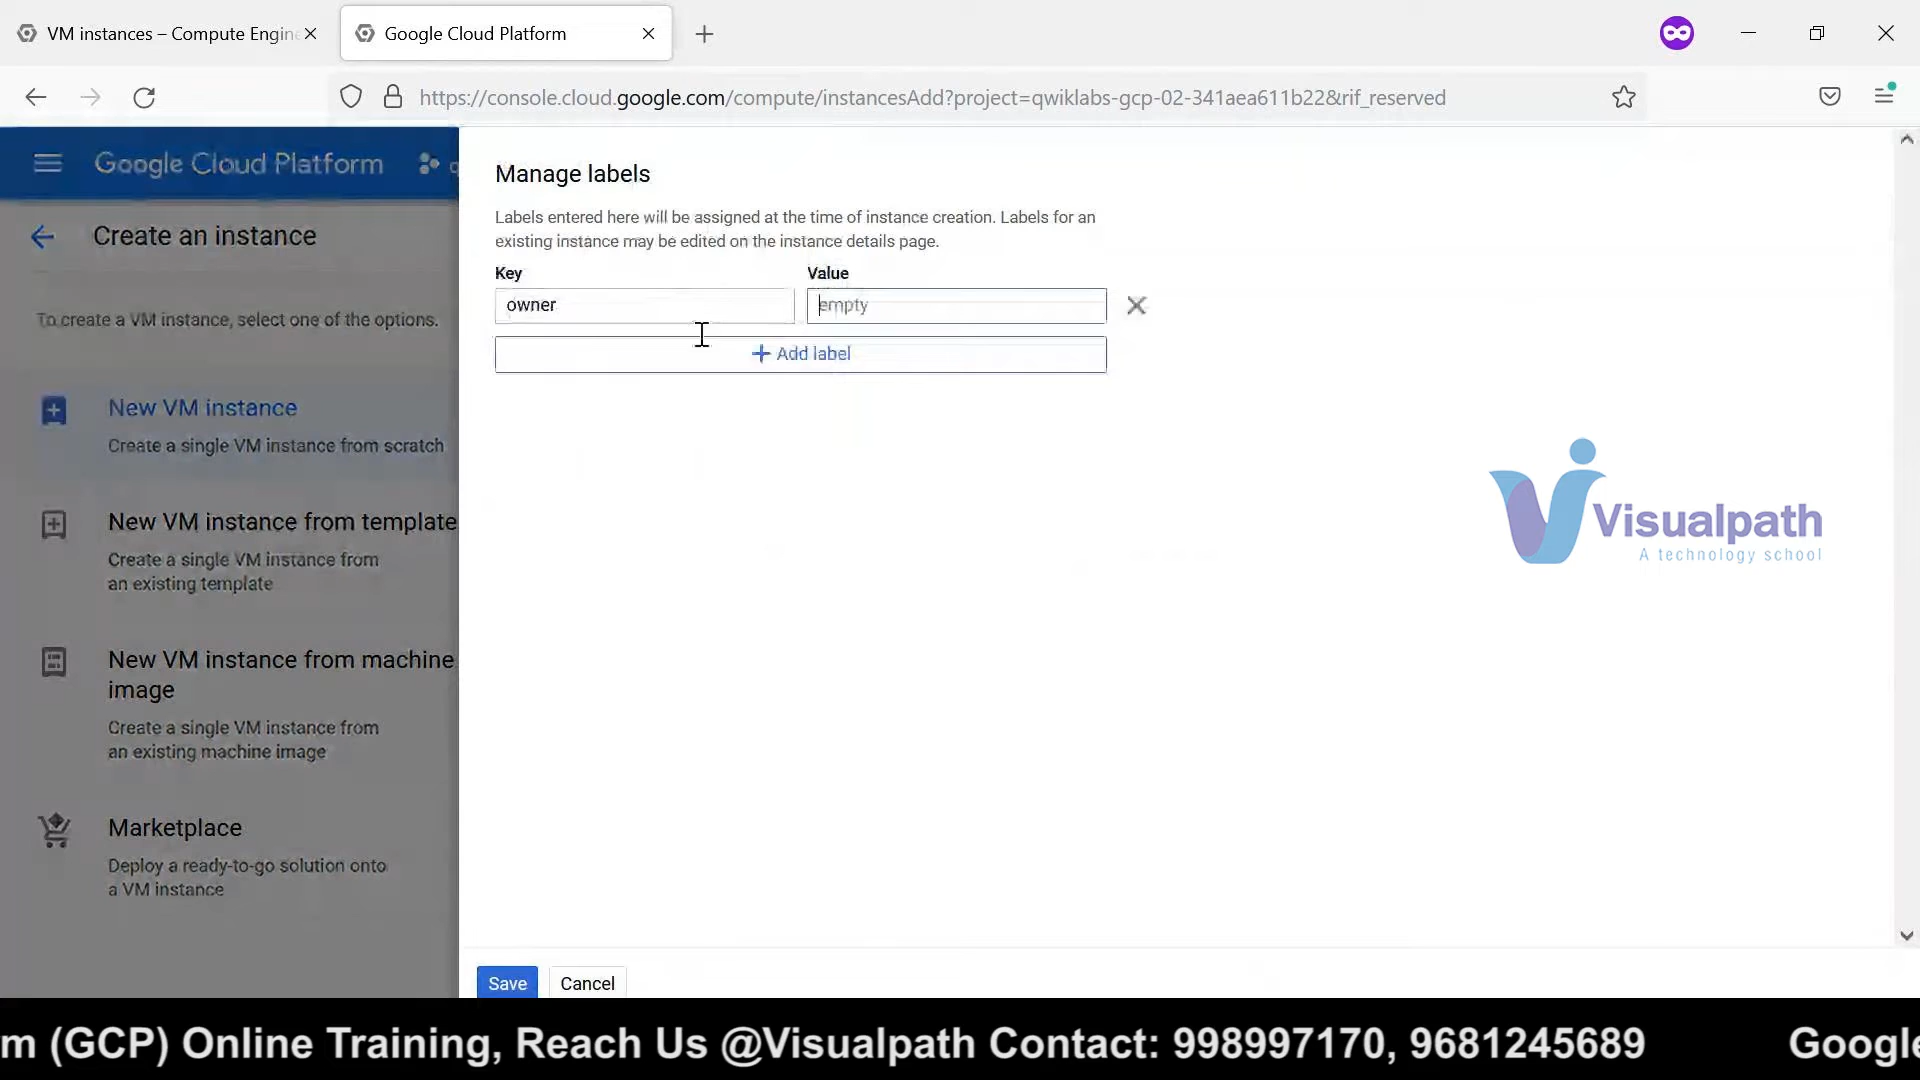 VM instances – Compute Engin
Google Cloud Platform
https://console.cloud.google.com/compute/instancesAdd?project=qwiklabs-gcp-02-341aea611b22&rif_reserved
Google Cloud Platform
Create an instance
To create a VM instance, select one of the options.
New VM instance
Create a single VM instance from scratch
New VM instance from template
Create a single VM instance from
an existing template
New VM instance from machine
image
Create a single VM instance from
an existing machine image
Marketplace
Deploy a ready-to-go solution onto
a VM instance
Manage labels
Labels entered here will be assigned at the time of instance creation. Labels for an
existing instance may be edited on the instance details page.
Key Value
owner empty
+ Add label
Visualpath
A technology school
Save Cancel
m (GCP) Online Training, Reach Us @Visualpath Contact: 998997170, 9681245689 Google